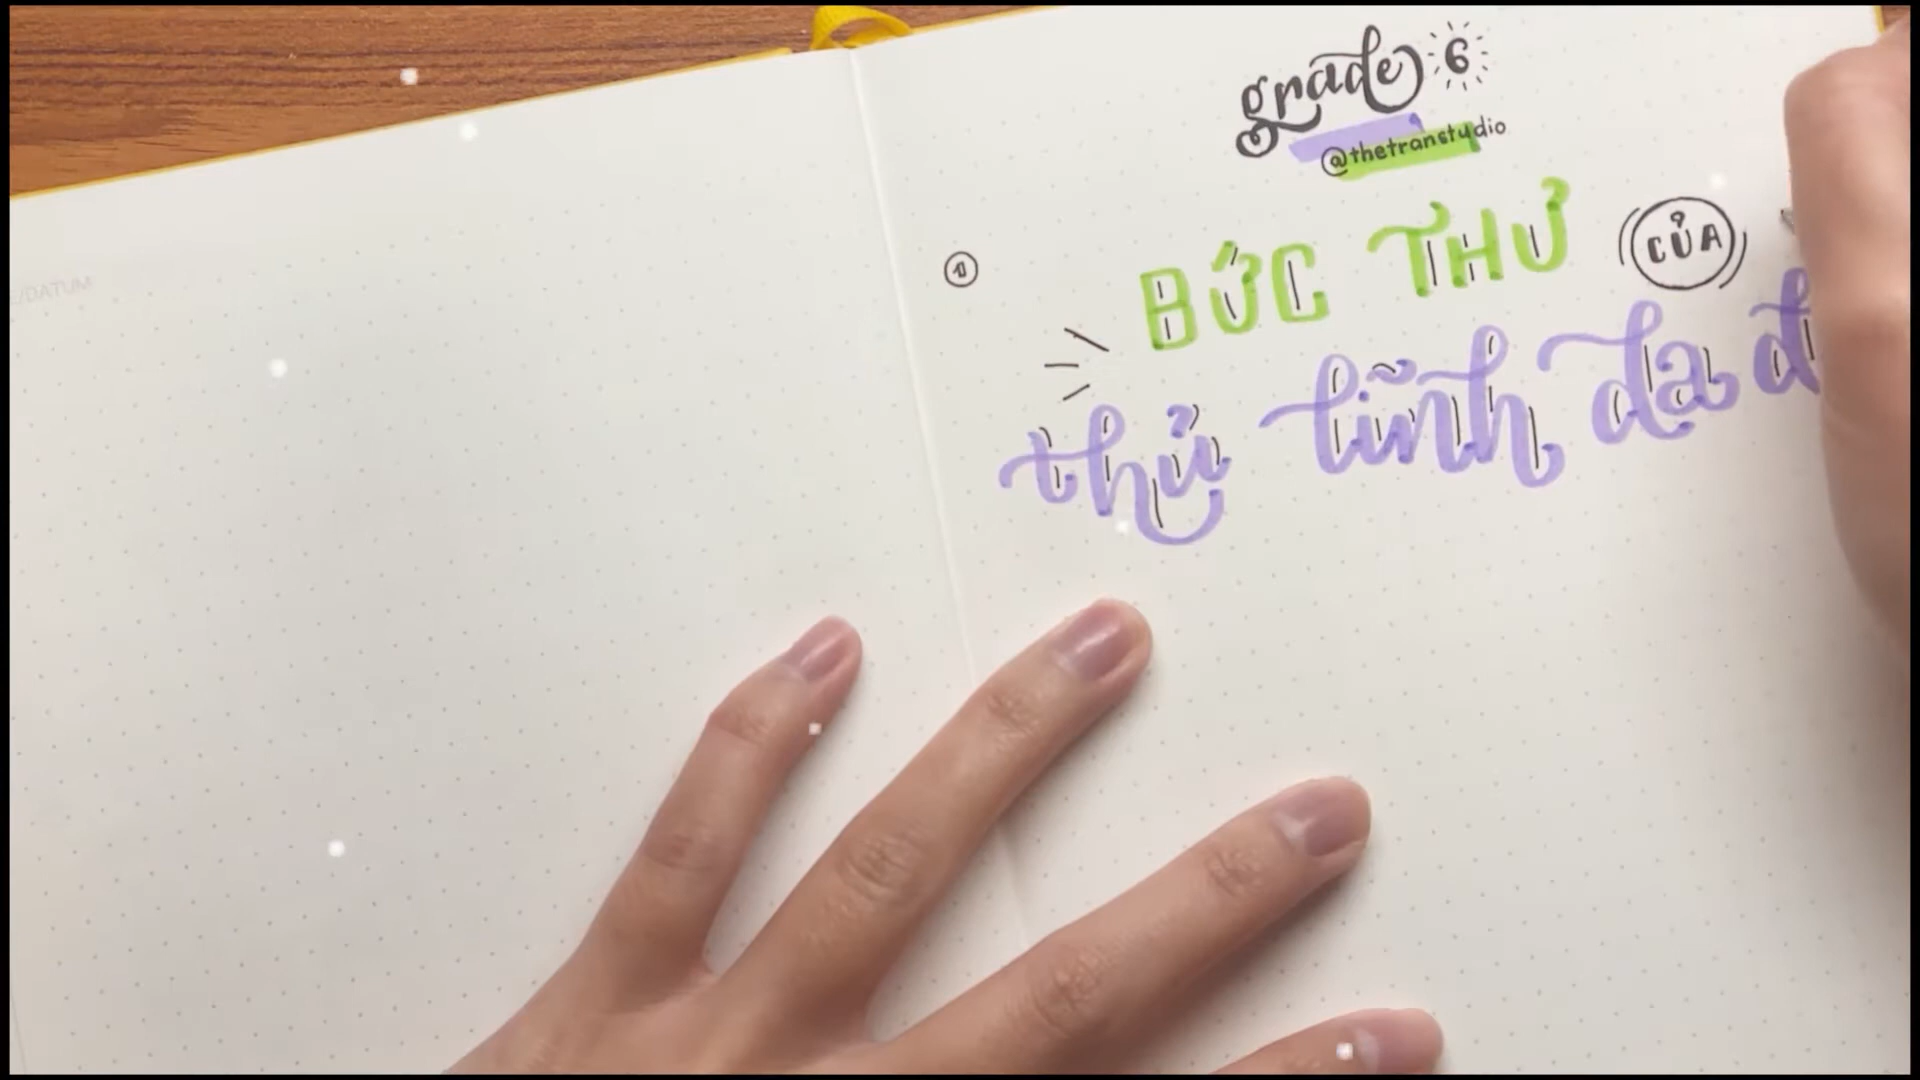 grade 6
@thetranstudio
① BỨC THƯ CỦA
thủ lĩnh da